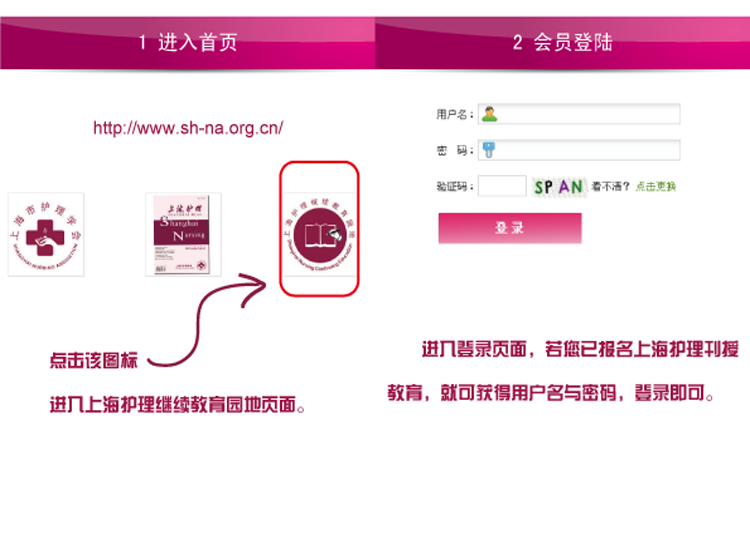 1 进入首页
2 会员登陆
http://www.sh-na.org.cn/
上海市护理学会
SHANGHAI NURSING ASSOCIATION
上海护理
Shanghai
Nursing
上海护理继续教育园地
Shanghai Nursing Continuing Education
点击该图标
进入上海护理继续教育园地页面。
用户名：
密 码：
验证码：
SPAN
看不清？ 点击更换
登录
进入登录页面，若您已报名上海护理刊授
教育，就可获得用户名与密码，登录即可。